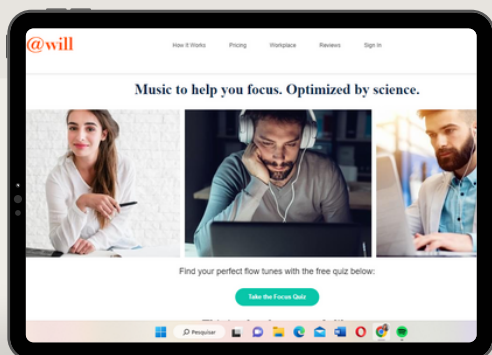 @will
How It Works Pricing Workplace Reviews Sign In
Music to help you focus. Optimized by science.
Find your perfect flow tunes with the free quiz below:
Take the Focus Quiz
Pesquisar